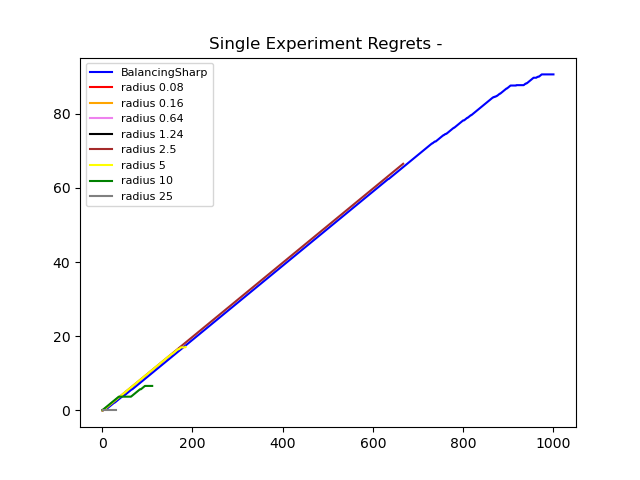 Single Experiment Regrets -
BalancingSharp
radius 0.08
radius 0.16
radius 0.64
radius 1.24
radius 2.5
radius 5
radius 10
radius 25
80
60
40
20
0
0 200 400 600 800 1000